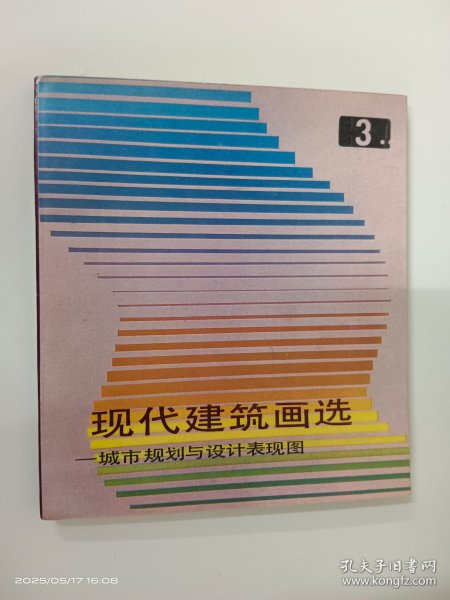 3
现代建筑画选
—城市规划与设计表现图
2025/05/17 16:08
孔夫子旧书网
www.kongfz.com